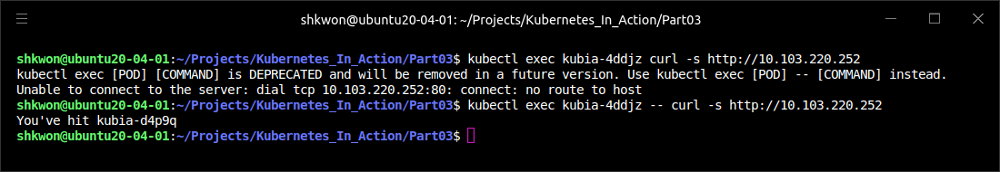 shkwon@ubuntu20-04-01: ~/Projects/Kubernetes_In_Action/Part03
shkwon@ubuntu20-04-01:~/Projects/Kubernetes_In_Action/Part03$ kubectl exec kubia-4ddjz curl -s http://10.103.220.252
kubectl exec [POD] [COMMAND] is DEPRECATED and will be removed in a future version. Use kubectl exec [POD] -- [COMMAND] instead.
Unable to connect to the server: dial tcp 10.103.220.252:80: connect: no route to host
shkwon@ubuntu20-04-01:~/Projects/Kubernetes_In_Action/Part03$ kubectl exec kubia-4ddjz -- curl -s http://10.103.220.252
You've hit kubia-d4p9q
shkwon@ubuntu20-04-01:~/Projects/Kubernetes_In_Action/Part03$